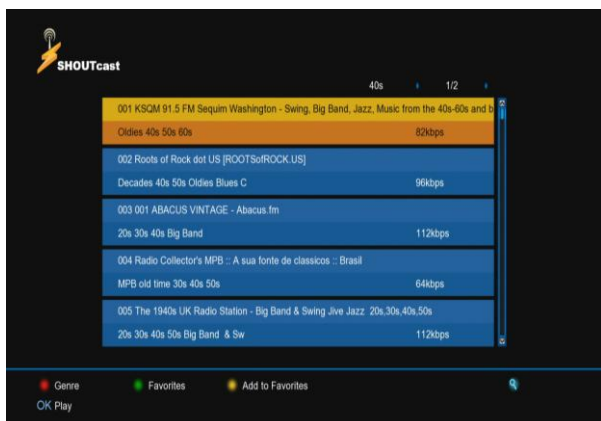 SHOUTcast
40s 1/2
001 KSQM 91.5 FM Sequim Washington - Swing, Big Band, Jazz, Music from the 40s-60s and b
Oldies 40s 50s 60s 82kbps
002 Roots of Rock dot US [ROOTSofROCK.US]
Decades 40s 50s Oldies Blues C 96kbps
003 001 ABACUS VINTAGE - Abacus.fm
20s 30s 40s Big Band 112kbps
004 Radio Collector's MPB :: A sua fonte de classicos :: Brasil
MPB old time 30s 40s 50s 64kbps
005 The 1940s UK Radio Station - Big Band & Swing Jive Jazz 20s,30s,40s,50s
20s 30s 40s 50s Big Band & Sw 112kbps
Genre Favorites Add to Favorites
OK Play